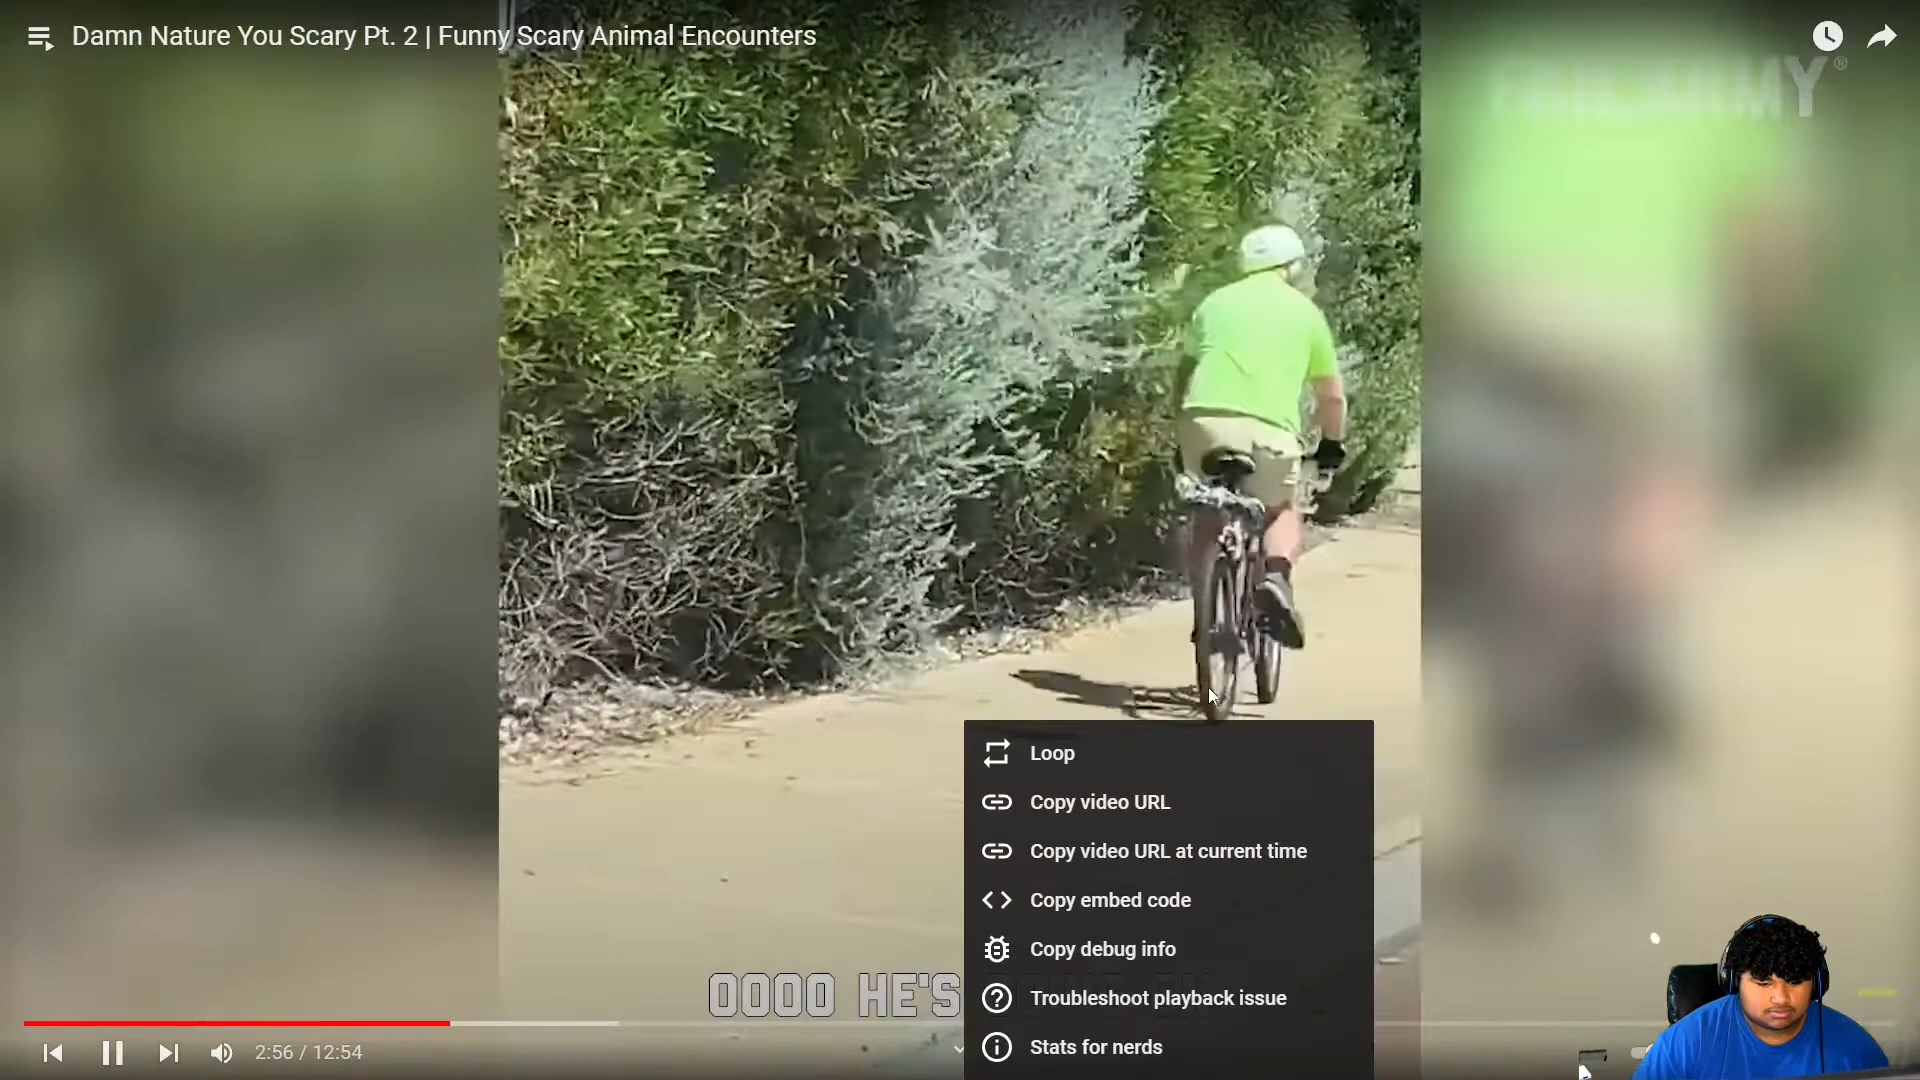 Damn Nature You Scary Pt. 2 | Funny Scary Animal Encounters
Loop
Copy video URL
Copy video URL at current time
Copy embed code
Copy debug info
Troubleshoot playback issue
Stats for nerds
OOOO HE'S
2:56 / 12:54